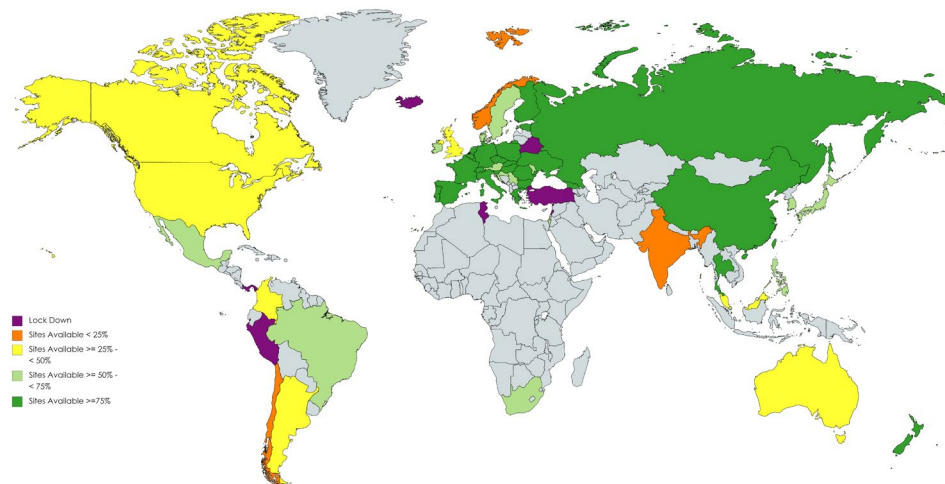 Lock Down
Sites Available < 25%
Sites Available >= 25% -
< 50%
Sites Available >= 50% -
< 75%
Sites Available >=75%